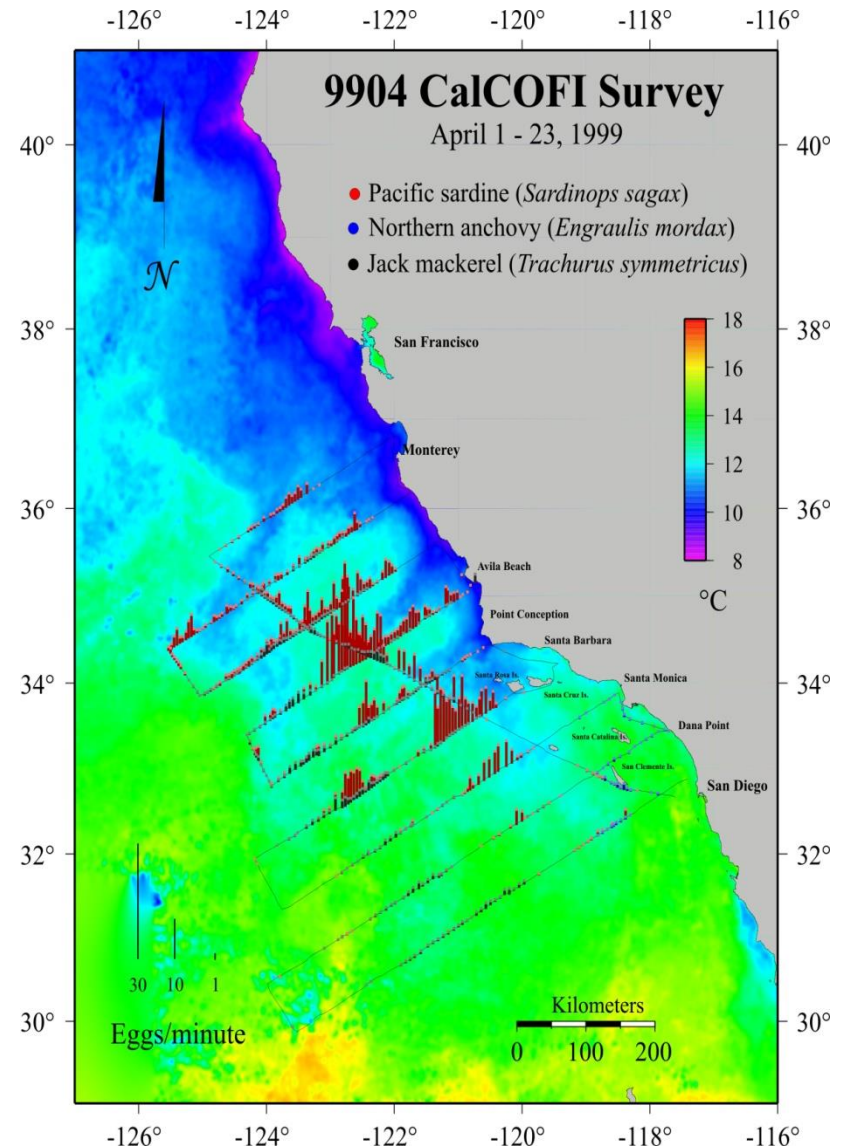 -126° -124° -122° -120° -118° -116°
9904 CalCOFI Survey
April 1 - 23, 1999
40° 40°
Pacific sardine (Sardinops sagax)
Northern anchovy (Engraulis mordax)
Jack mackerel (Trachurus symmetricus)
N
38° 38°
San Francisco
18
16
14
12
10
8
°C
Monterey
36° 36°
Avila Beach
Point Conception
Santa Barbara
34° 34°
Santa Rosa Is.
Santa Monica
Santa Cruz Is.
Dana Point
Santa Catalina Is.
San Clemente Is.
San Diego
32° 32°
30 10 1
Eggs/minute
Kilometers
0 100 200
30° 30°
-126° -124° -122° -120° -118° -116°